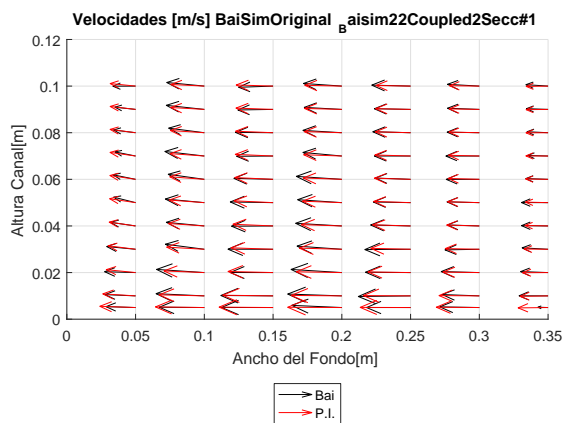 Velocidades [m/s] BaiSimOriginal _Baisim22Coupled2Secc#1
0.12
0.1
0.08
0.06
0.04
0.02
0
Altura Canal[m]
0 0.05 0.1 0.15 0.2 0.25 0.3 0.35
Ancho del Fondo[m]
Bai
P.I.